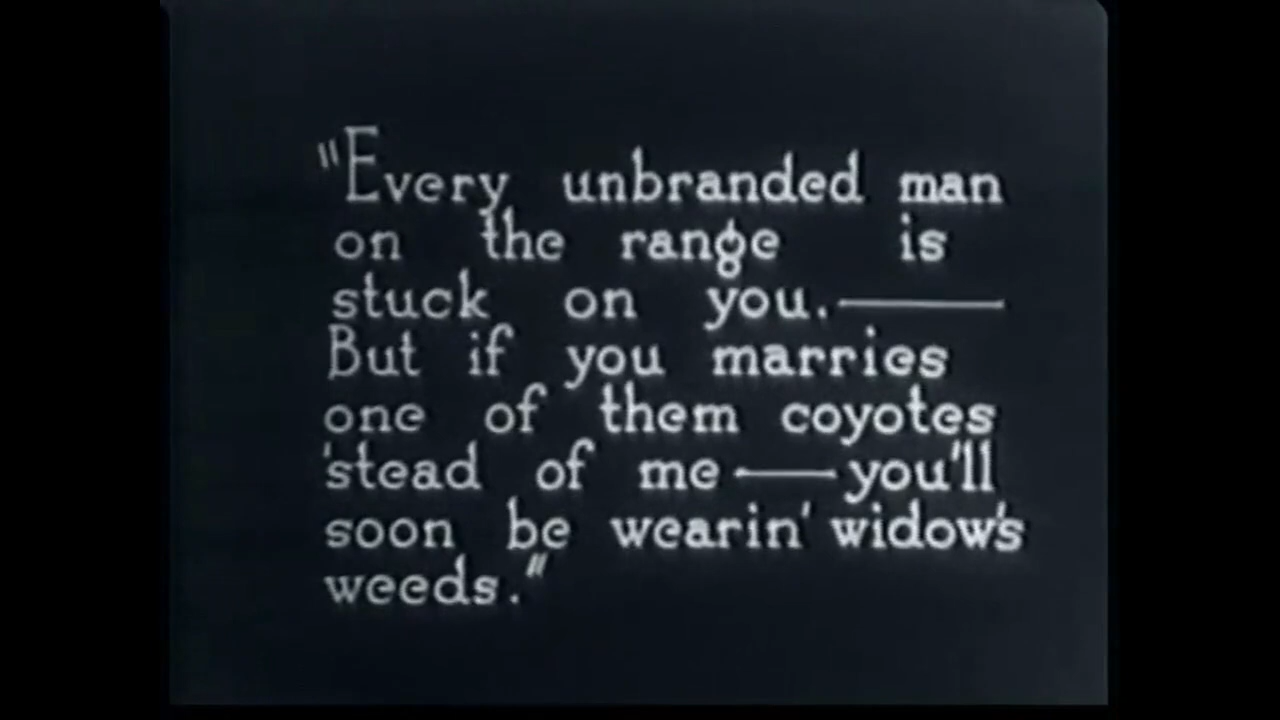 "Every unbranded man
on the range is
stuck on you.——
But if you marries
one of them coyotes
'stead of me——you'll
soon be wearin' widow's
weeds."